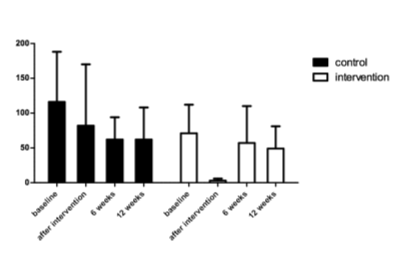 200
150
100
50
0
control
intervention
baseline
after intervention
6 weeks
12 weeks
baseline
after intervention
6 weeks
12 weeks